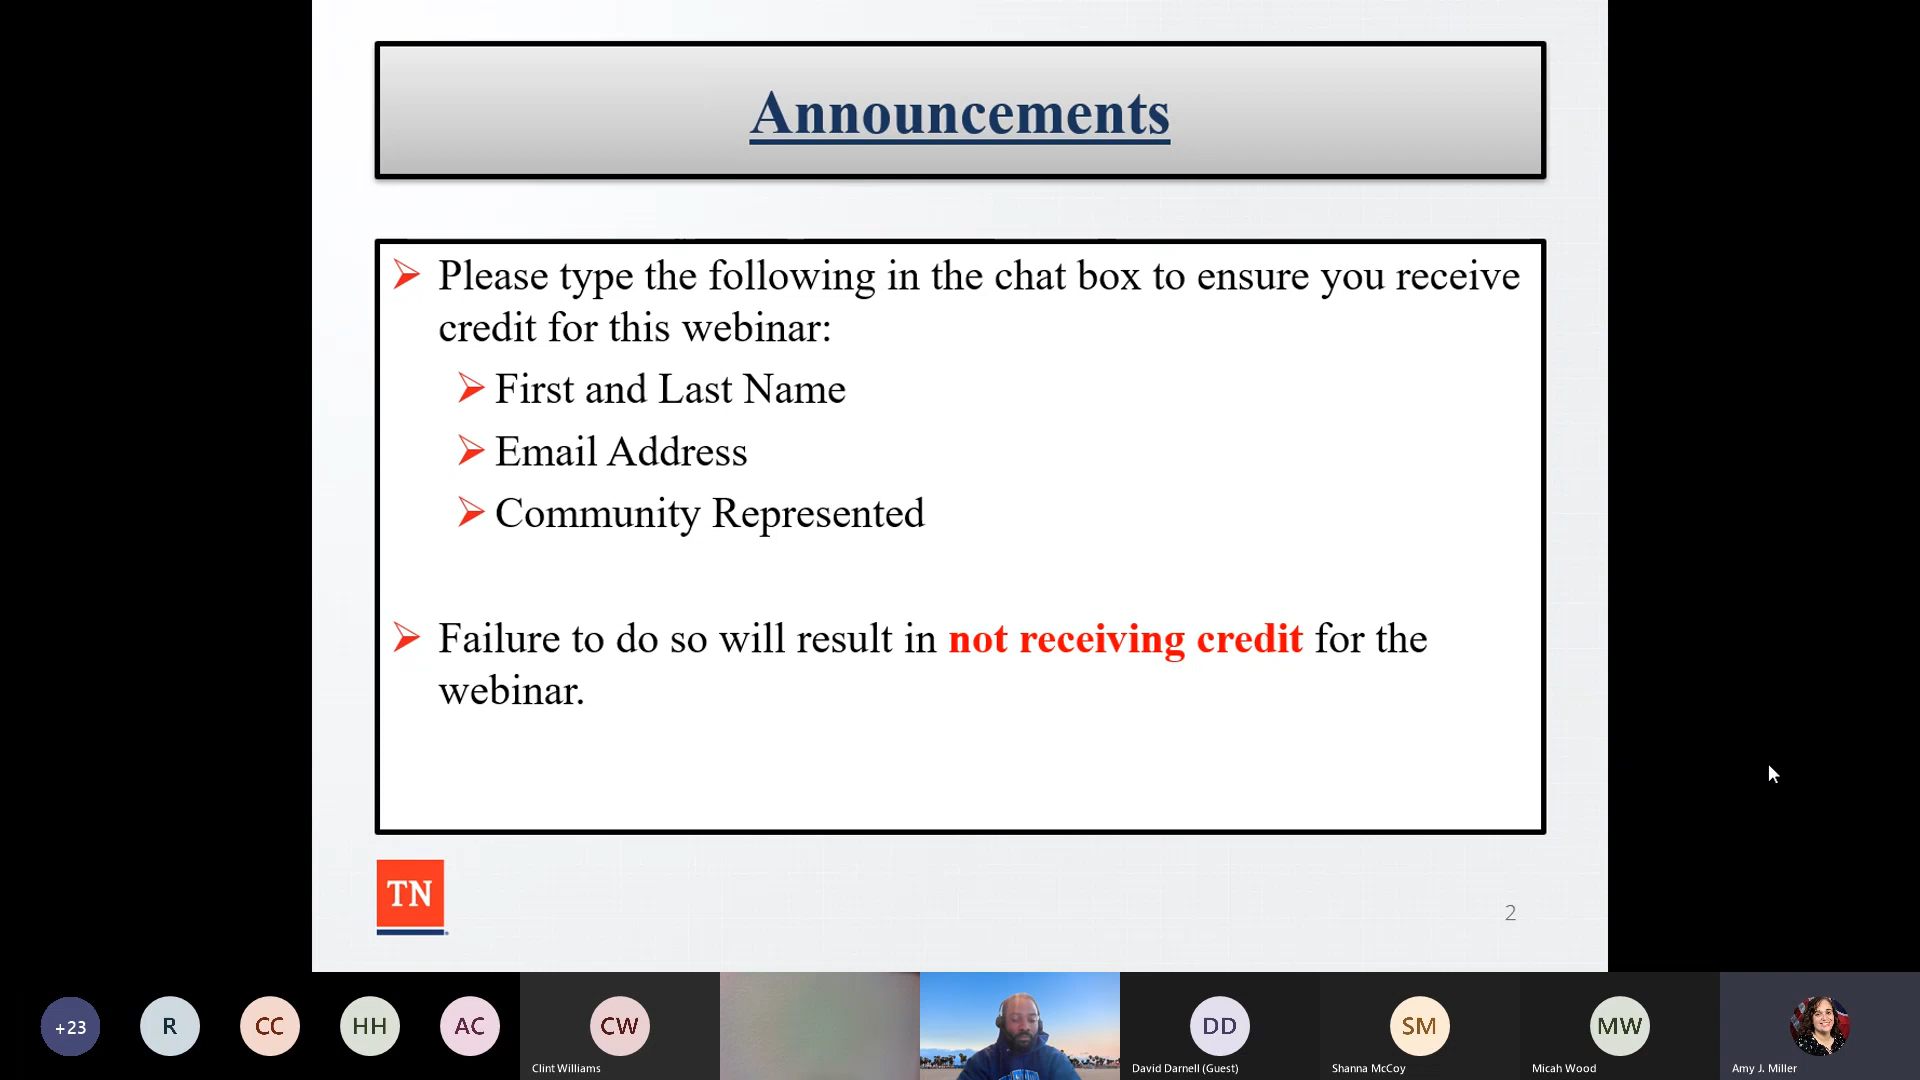 Announcements
➢ Please type the following in the chat box to ensure you receive
credit for this webinar:
➢ First and Last Name
➢ Email Address
➢ Community Represented
➢ Failure to do so will result in not receiving credit for the
webinar.
TN
2
+23
R
CC
HH
AC
CW
Clint Williams
DD
David Darnell (Guest)
SM
Shanna McCoy
MW
Micah Wood
Amy J. Miller